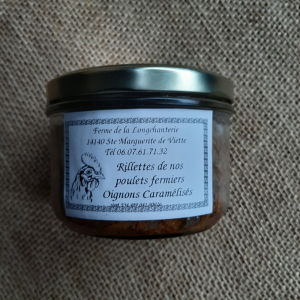 Ferme de la Longchanterie
14140 Ste Marguerite de Viette
Tél 06.07.61.71.32
Rillettes de nos
poulets fermiers
Oignons Caramélisés